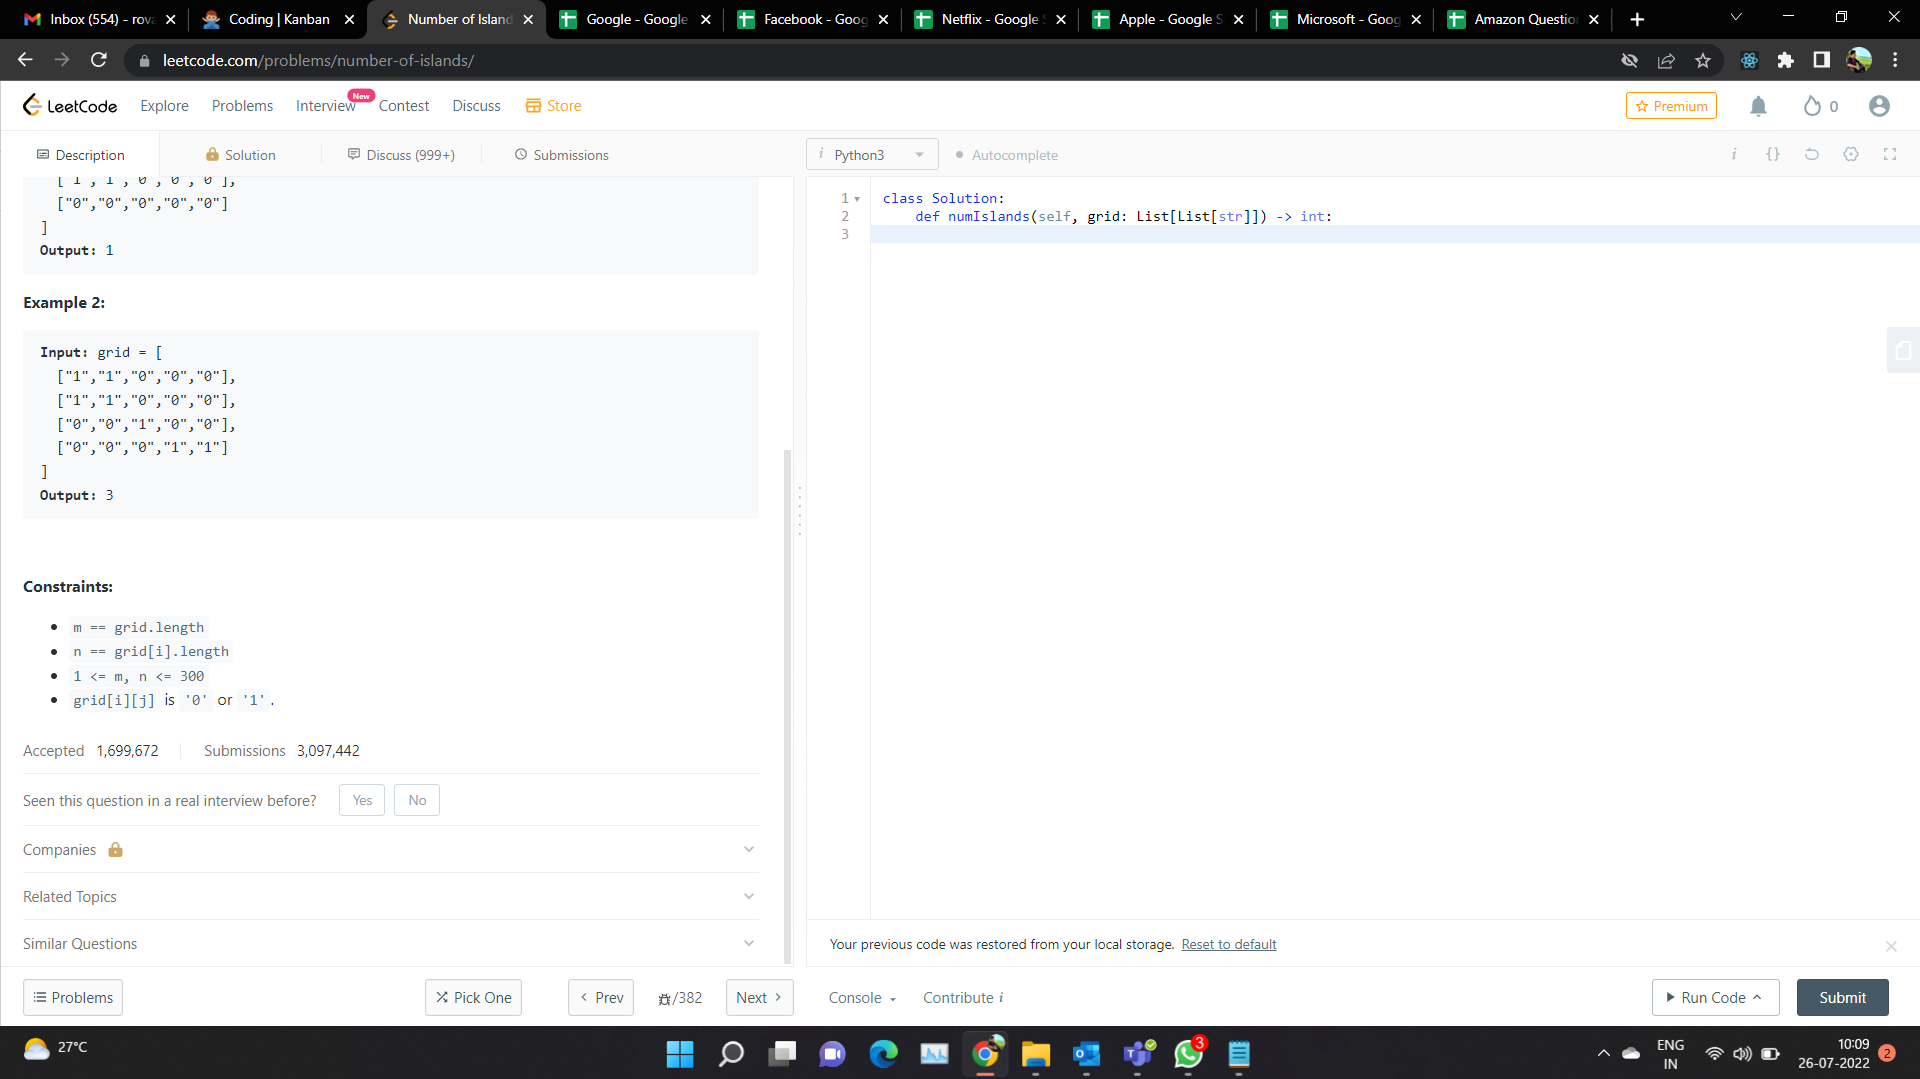 Inbox (554) - rova
Coding | Kanban
Number of Island
Google - Google
Facebook - Goog
Netflix - Google S
Apple - Google S
Microsoft - Goog
Amazon Question
leetcode.com/problems/number-of-islands/
LeetCode
Explore
Problems
Interview
New
Contest
Discuss
Store
Premium
0
Description
Solution
Discuss (999+)
Submissions
i Python3
Autocomplete
i
{}
["1","1","0","0","0"],
["0","0","0","0","0"]
]
Output: 1
Example 2:
Input: grid = [
["1","1","0","0","0"],
["1","1","0","0","0"],
["0","0","1","0","0"],
["0","0","0","1","1"]
]
Output: 3
Constraints:
m == grid.length
n == grid[i].length
1 <= m, n <= 300
grid[i][j] is '0' or '1'.
Accepted 1,699,672
Submissions 3,097,442
Seen this question in a real interview before?
Yes
No
Companies
Related Topics
Similar Questions
1 class Solution:
2 def numIslands(self, grid: List[List[str]]) -> int:
3
Your previous code was restored from your local storage. Reset to default
Problems
Pick One
Prev
/382
Next
Console
Contribute i
Run Code
Submit
27°C
3
ENG
IN
10:09
26-07-2022
2